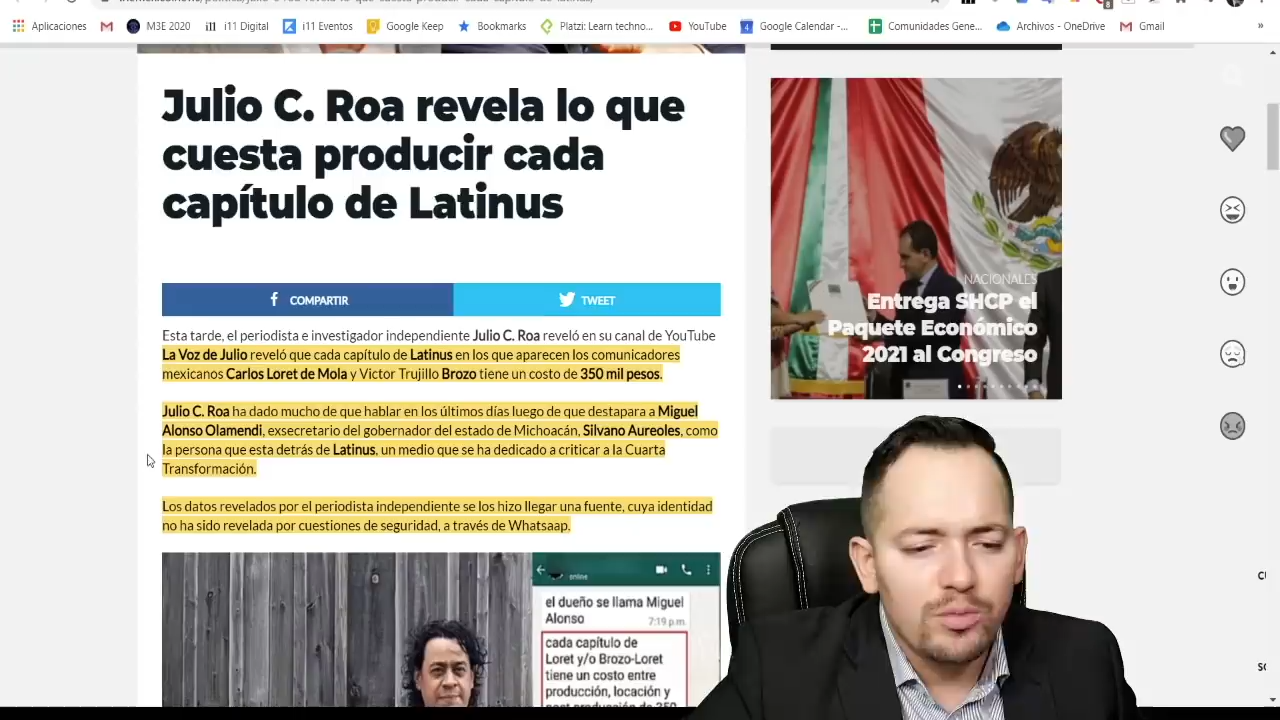 Aplicaciones M3E 2020 i11 Digital i11 Eventos Google Keep Bookmarks Platzi: Learn techno... YouTube Google Calendar -... Comunidades Gene... Archivos - OneDrive Gmail »
Julio C. Roa revela lo que
cuesta producir cada
capítulo de Latinus
COMPARTIR
TWEET
Esta tarde, el periodista e investigador independiente Julio C. Roa reveló en su canal de YouTube
La Voz de Julio reveló que cada capítulo de Latinus en los que aparecen los comunicadores
mexicanos Carlos Loret de Mola y Victor Trujillo Brozo tiene un costo de 350 mil pesos.
Julio C. Roa ha dado mucho de que hablar en los últimos días luego de que destapara a Miguel
Alonso Olamendi, exsecretario del gobernador del estado de Michoacán, Silvano Aureoles, como
la persona que esta detrás de Latinus, un medio que se ha dedicado a criticar a la Cuarta
Transformación.
Los datos revelados por el periodista independiente se los hizo llegar una fuente, cuya identidad
no ha sido revelada por cuestiones de seguridad, a través de Whatsaap.
online
el dueño se llama Miguel
Alonso
7:19 p.m.
cada capítulo de
Loret y/o Brozo-Loret
tiene un costo entre
producción, locación y
post producción de 350
NACIONALES
Entrega SHCP el
Paquete Económico
2021 al Congreso